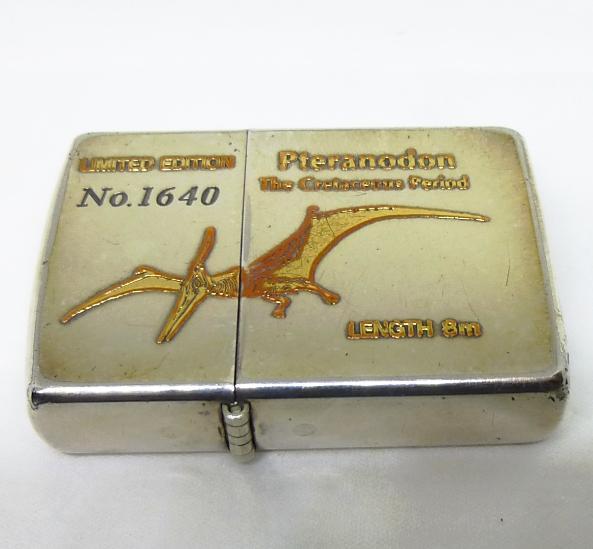 LIMITED EDITION
No.1640
Pteranodon
The Cretaceous Period
LENGTH 8m